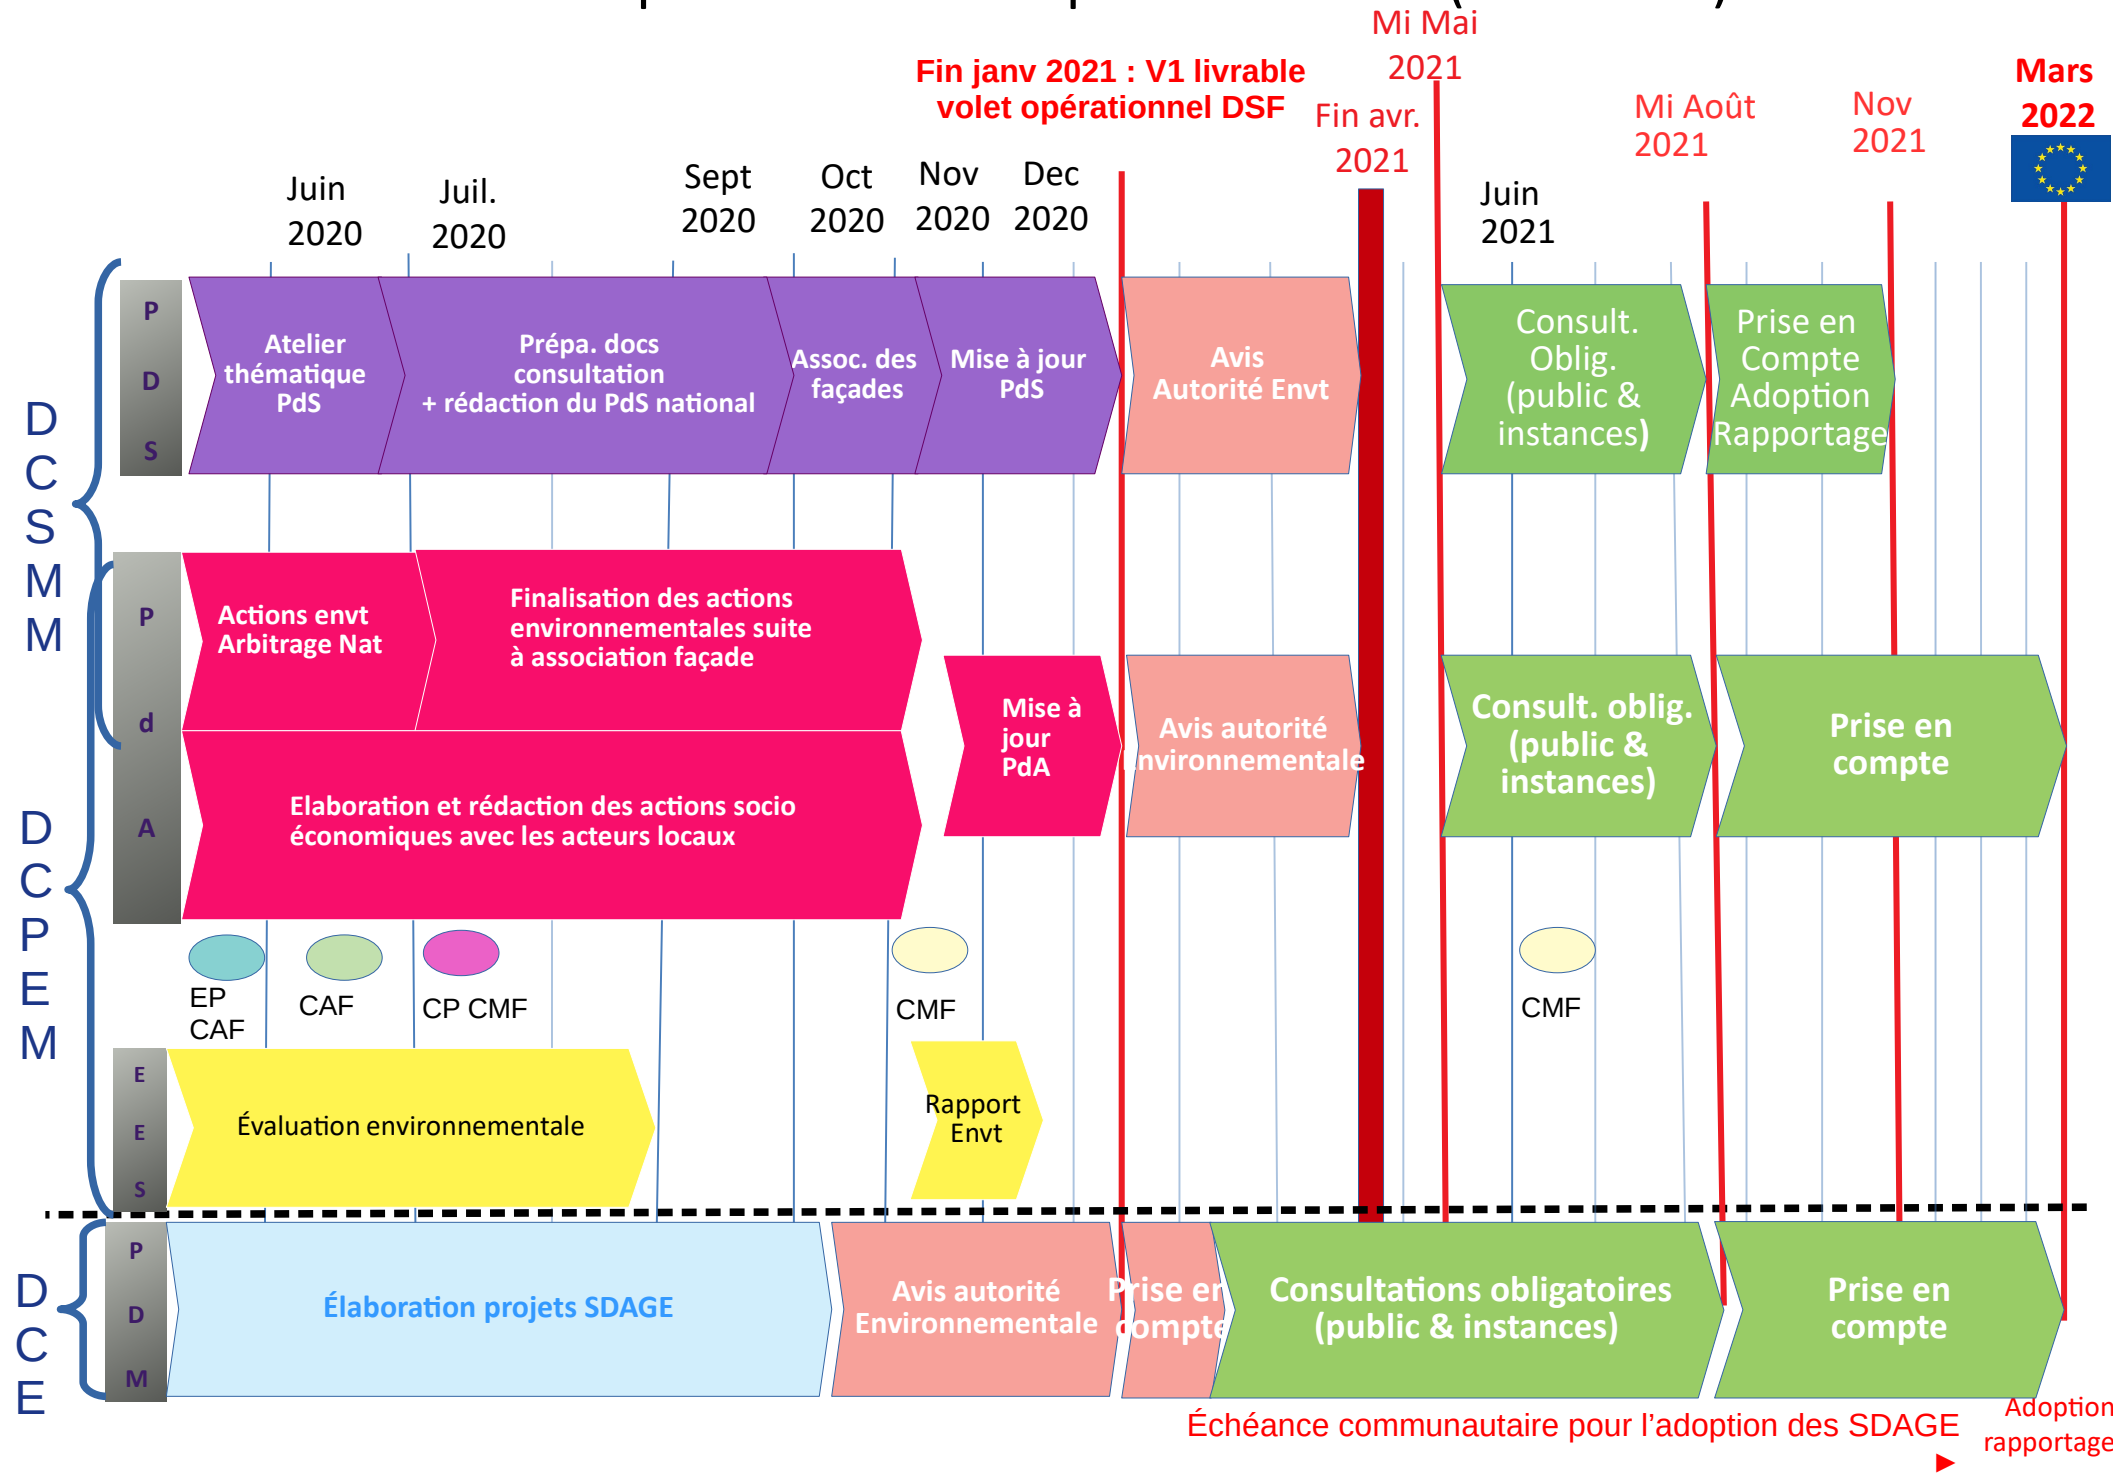 Mi Mai
2021
Fin janv 2021 : V1 livrable
volet opérationnel DSF
Fin avr.
2021
Mi Août
2021
Nov
2021
Mars
2022
Juin
2020
Juil.
2020
Sept
2020
Oct
2020
Nov
2020
Dec
2020
Juin
2021
D
C
S
M
M
P
D
S
Atelier
thématique
PdS
Prépa. docs
consultation
+ rédaction du PdS national
Assoc. des
façades
Mise à jour
PdS
Avis
Autorité Envt
Consult.
Oblig.
(public &
instances)
Prise en
Compte
Adoption
Rapportage
P
d
A
Actions envt
Arbitrage Nat
Finalisation des actions
environnementales suite
à association façade
Elaboration et rédaction des actions socio
économiques avec les acteurs locaux
Mise à
jour
PdA
Avis autorité
Environnementale
Consult. oblig.
(public &
instances)
Prise en
compte
D
C
P
E
M
EP
CAF
CAF
CP CMF
CMF
CMF
E
E
S
Évaluation environnementale
Rapport
Envt
D
C
E
P
D
M
Élaboration projets SDAGE
Avis autorité
Environnementale
Prise en
compte
Consultations obligatoires
(public & instances)
Prise en
compte
Échéance communautaire pour l'adoption des SDAGE
Adoption
rapportage